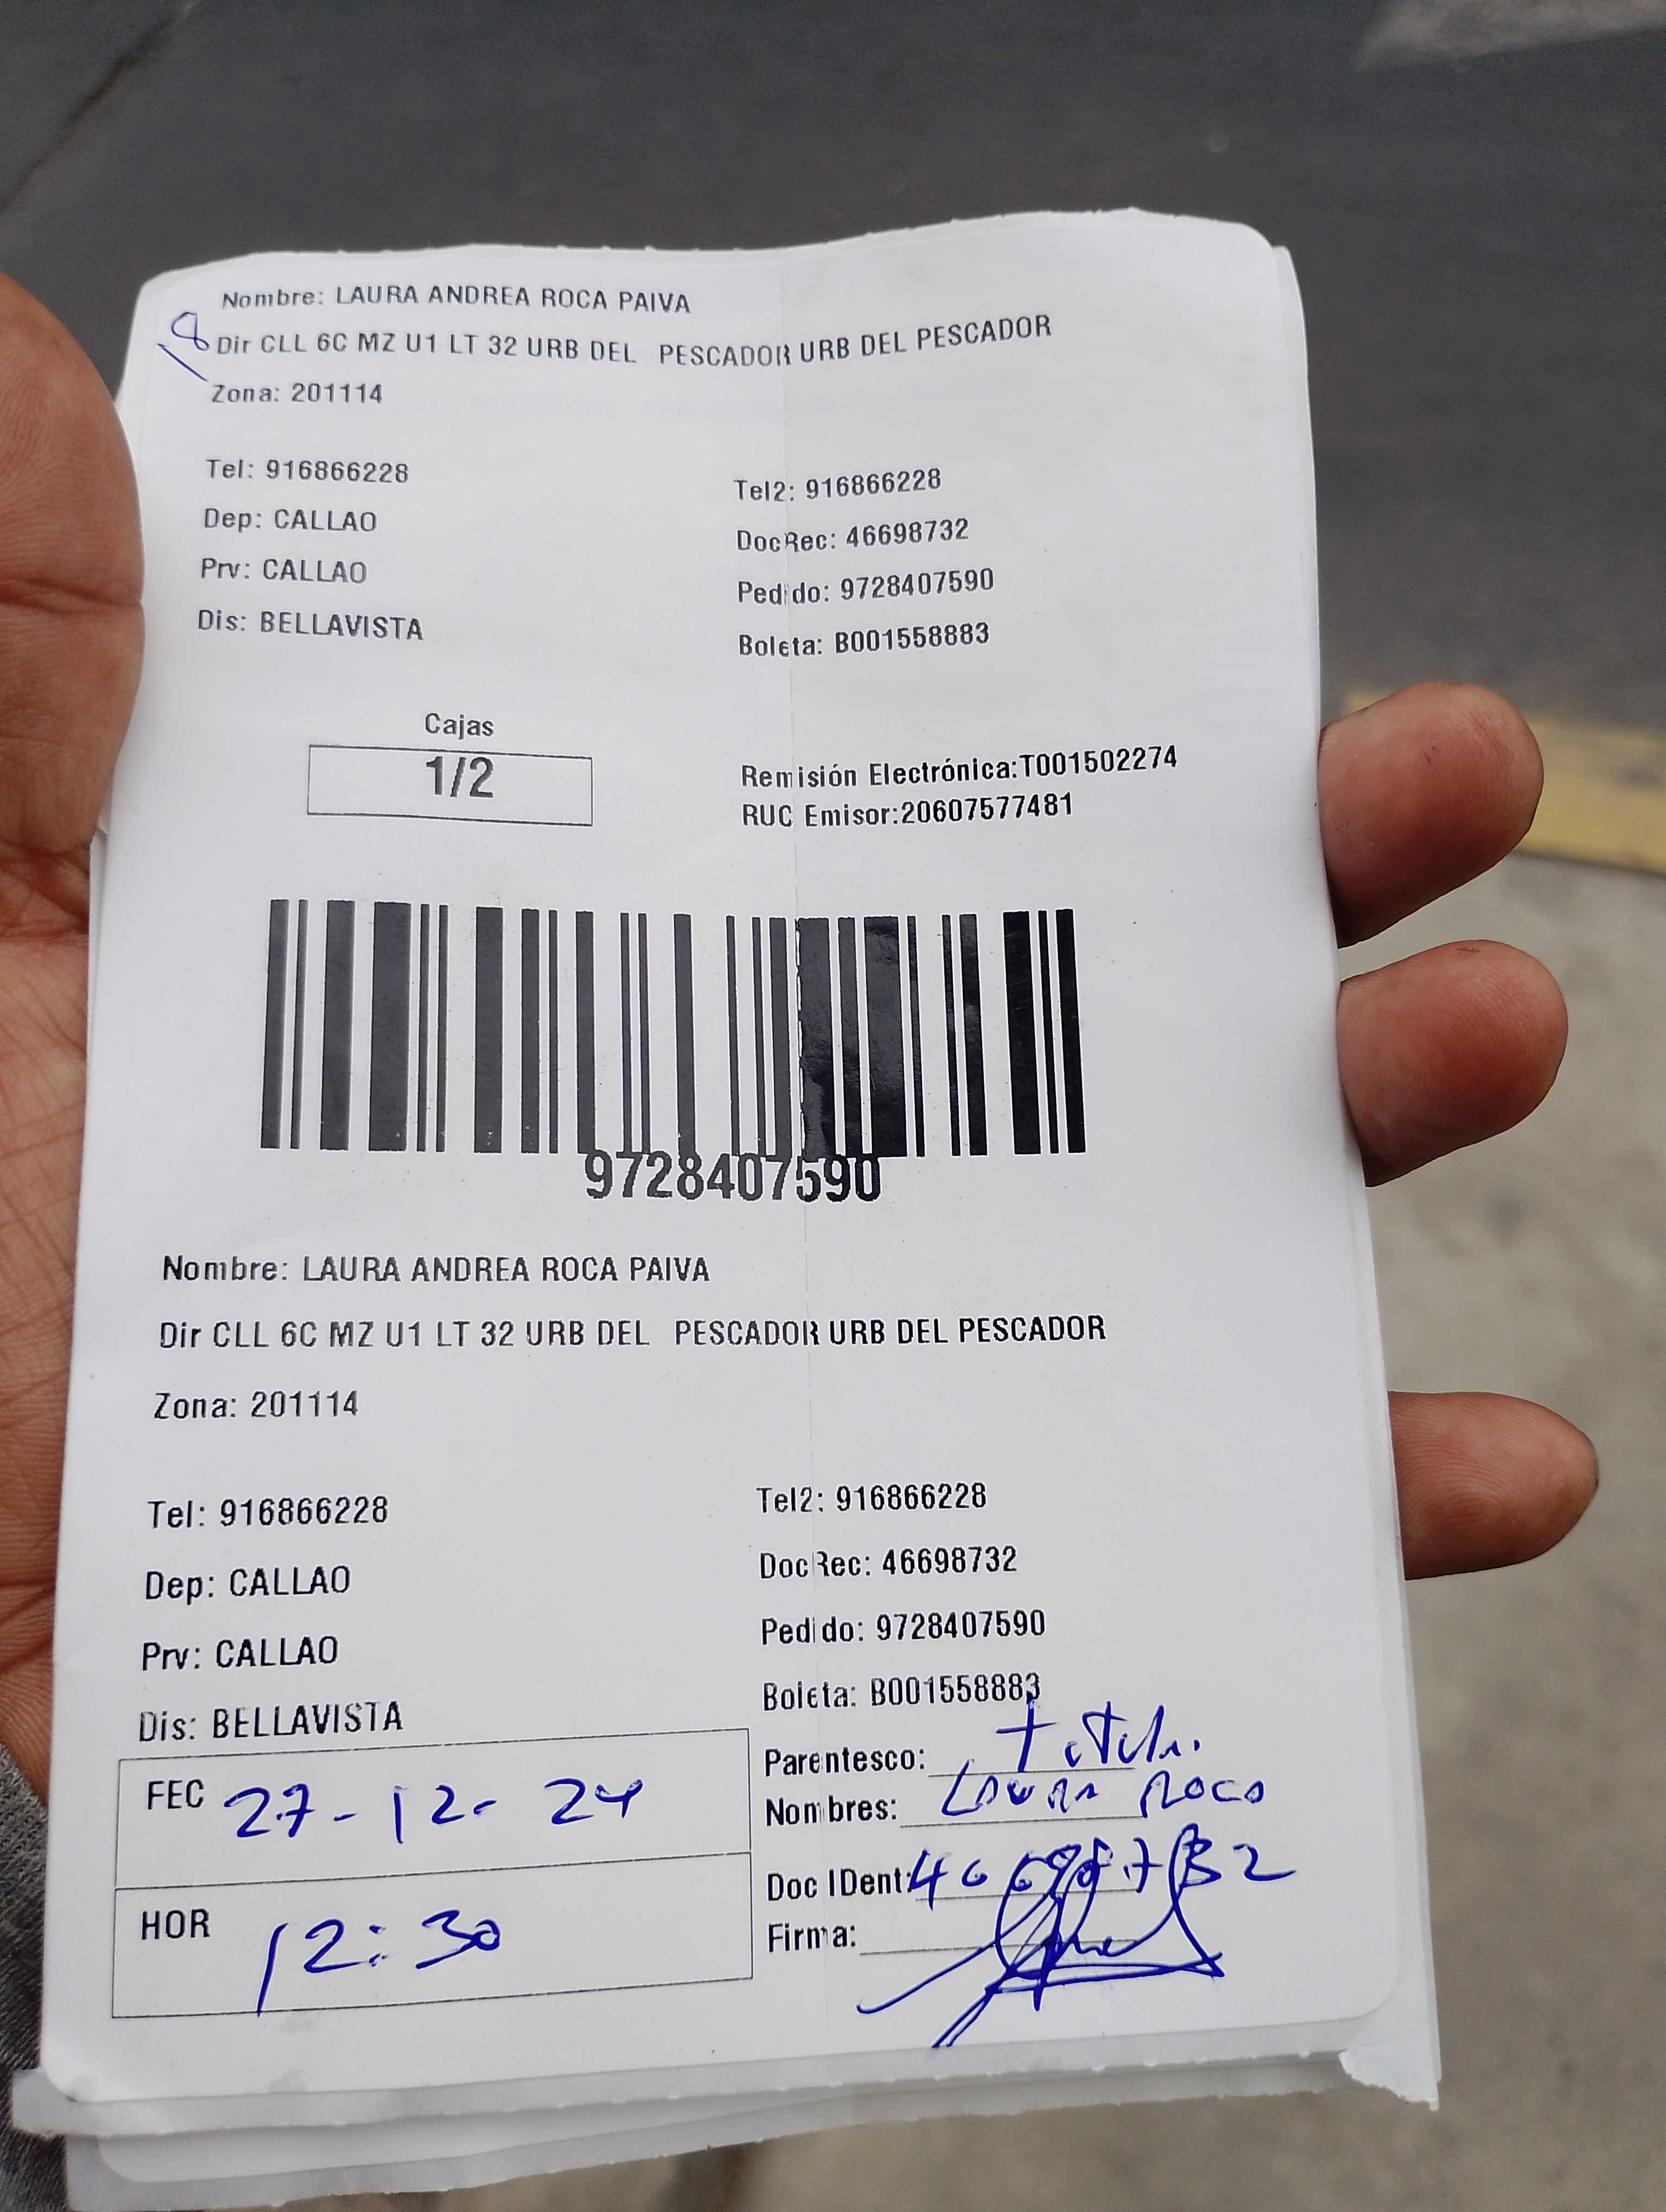 Nombre: LAURA ANDREA ROCA PAIVA
8
Dir CLL 6C MZ U1 LT 32 URB DEL PESCADOR URB DEL PESCADOR
Zona: 201114
Tel: 916866228
Tel2: 916866228
Dep: CALLAO
DocRec: 46698732
Prv: CALLAO
Pedido: 9728407590
Dis: BELLAVISTA
Boleta: B001558883
Cajas
1/2
Remisión Electrónica:T001502274
RUC Emisor:20607577481
9728407590
Nombre: LAURA ANDREA ROCA PAIVA
Dir CLL 6C MZ U1 LT 32 URB DEL PESCADOR URB DEL PESCADOR
Zona: 201114
Tel: 916866228
Tel2: 916866228
Dep: CALLAO
DocRec: 46698732
Prv: CALLAO
Pedido: 9728407590
Dis: BELLAVISTA
Boleta: B001558883
FEC 27-12-24
Parentesco: Titular.
Nombres: Laura Roca
HOR 12:30
Doc IDent: 46698732
Firma: